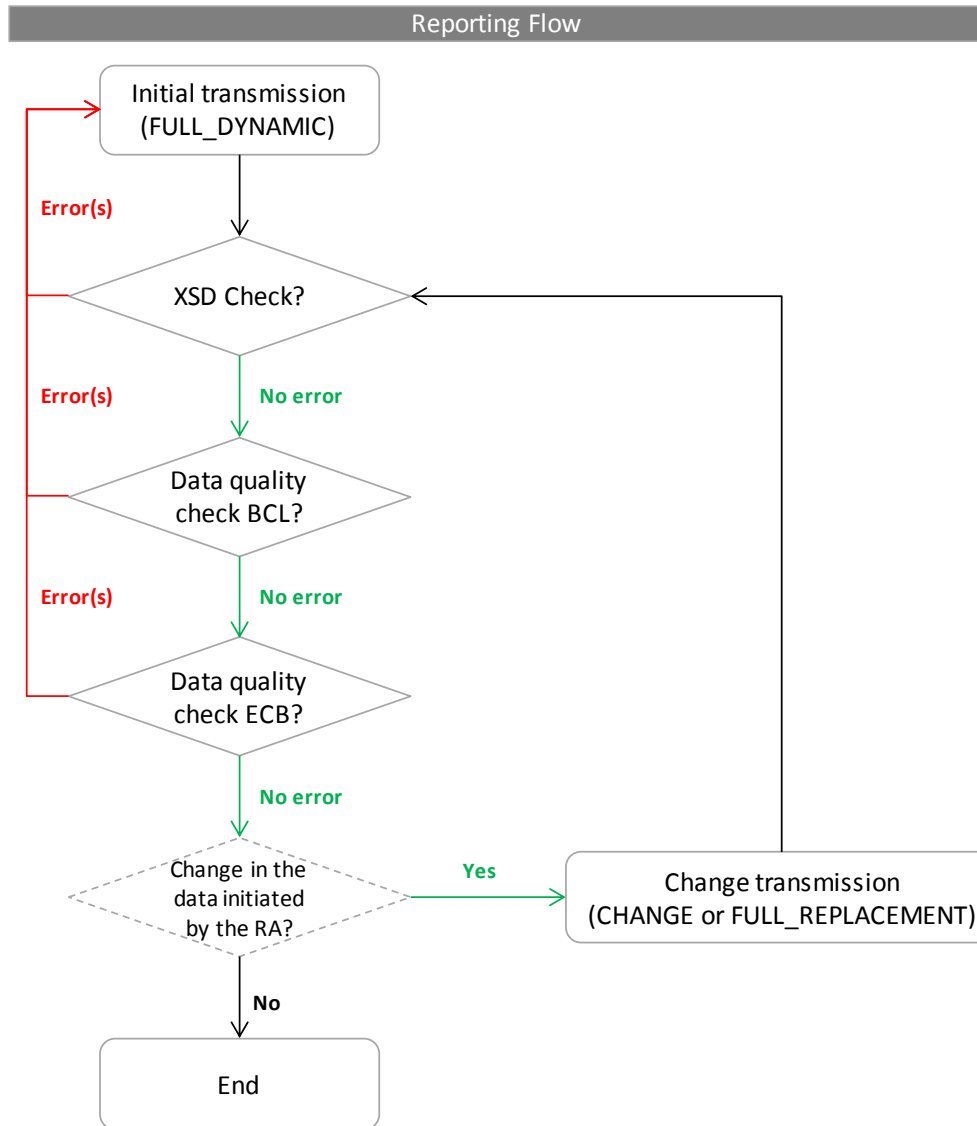 Reporting Flow
Initial transmission
(FULL_DYNAMIC)
Error(s)
XSD Check?
Error(s)
No error
Data quality
check BCL?
Error(s)
No error
Data quality
check ECB?
No error
Change in the
data initiated
by the RA?
Yes
Change transmission
(CHANGE or FULL_REPLACEMENT)
No
End